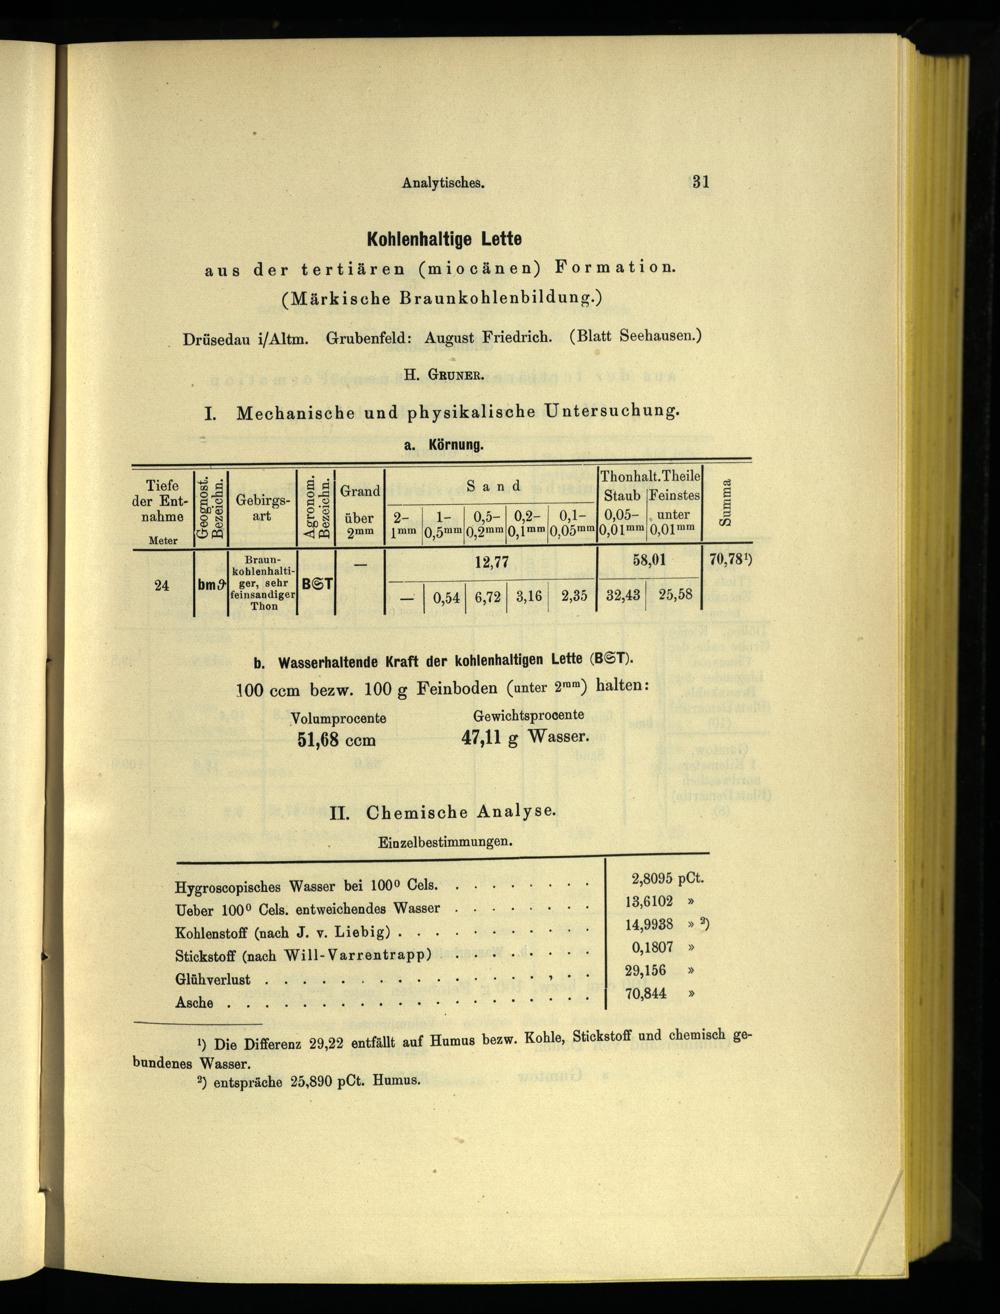 Analytisches. 31
Kohlenhaltige Lette
aus der tertiären (miocänen) Formation.
(Märkische Braunkohlenbildung.)
Drüsedau i/Altm. Grubenfeld: August Friedrich. (Blatt Seehausen.)
H. GRUNER.
I. Mechanische und physikalische Untersuchung.
a. Körnung.
Tiefe der Entnahme Meter
Geognost. Bezeichn.
Gebirgsart
Agronom. Bezeichn.
Grand über 2mm
Sand
2-1mm 1-0,5mm 0,5-0,2mm 0,2-0,1mm 0,1-0,05mm
Thonhalt.Theile
Staub 0,05-0,01mm
Feinstes unter 0,01mm
Summa
24 bmϑ
Braun-
kohlenhalti-
ger, sehr
feinsandiger
Thon
BST — 12,77 58,01 70,78¹)
— 0,54 6,72 3,16 2,35 32,43 25,58
b. Wasserhaltende Kraft der kohlenhaltigen Lette (BST).
100 ccm bezw. 100 g Feinboden (unter 2mm) halten:
Volumprocente Gewichtsprocente
51,68 ccm 47,11 g Wasser.
II. Chemische Analyse.
Einzelbestimmungen.
Hygroscopisches Wasser bei 100⁰ Cels. . . . . . . . . 2,8095 pCt.
Ueber 100⁰ Cels. entweichendes Wasser . . . . . . . . 13,6102 »
Kohlenstoff (nach J. v. Liebig) . . . . . . . . . . 14,9938 » ²)
Stickstoff (nach Will-Varrentrapp) . . . . . . . . 0,1807 »
Glühverlust . . . . . . . . . . . . . . . . . 29,156 »
Asche . . . . . . . . . . . . . . . . . . . 70,844 »
¹) Die Differenz 29,22 entfällt auf Humus bezw. Kohle, Stickstoff und chemisch ge-
bundenes Wasser.
²) entspräche 25,890 pCt. Humus.